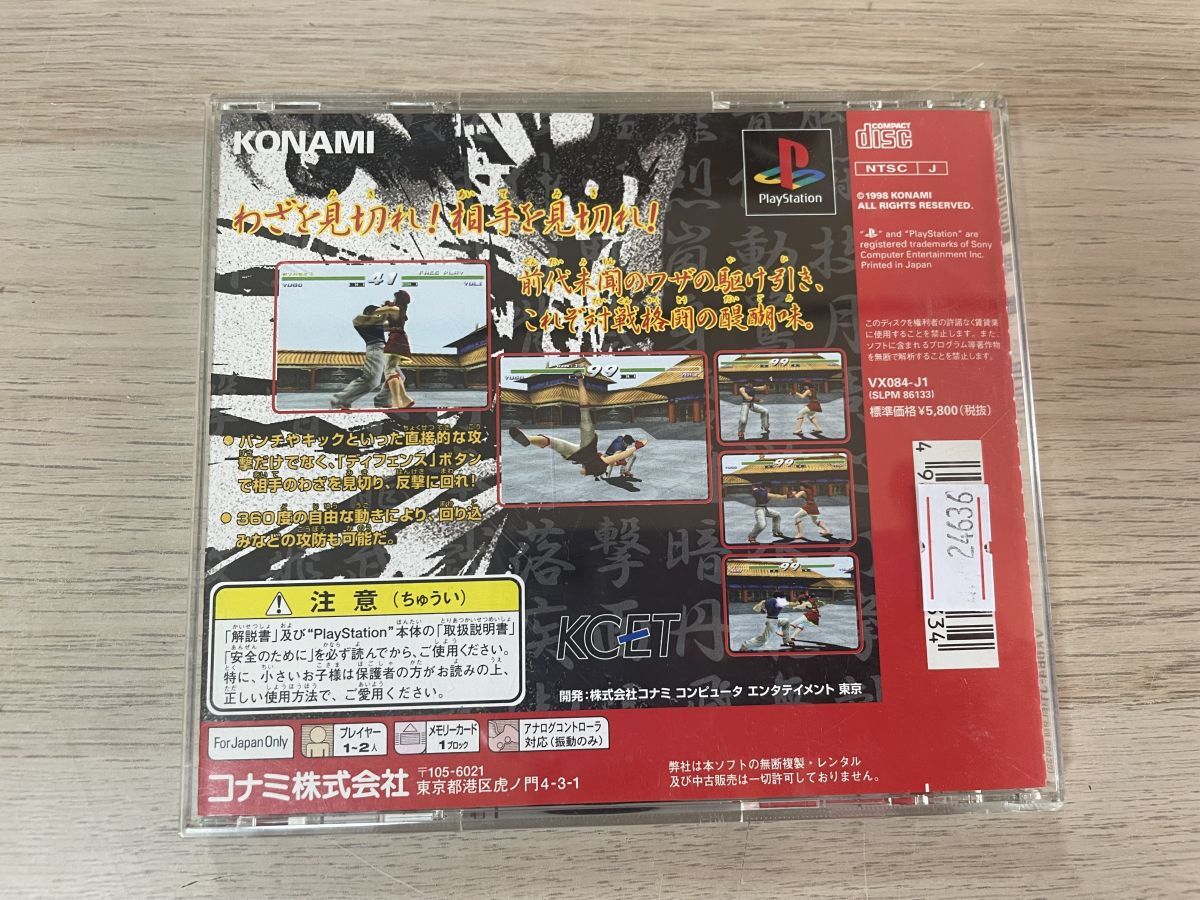 KONAMI
わざを見切れ!相手を見切れ!
前代未聞のワザの駆け引き、
これぞ対戦格闘の醍醐味。
YUGO
41
FREE PLAY
YULI
YUGO
99
99
99
99
●パンチやキックといった直接的な攻
撃だけでなく、「ディフェンス」ボタン
で相手のわざを見切り、反撃に回れ!
●360度の自由な動きにより、回り込
みなどの攻防も可能だ。
注意(ちゅうい)
「解説書」及び“PlayStation”本体の「取扱説明書」
「安全のために」を必ず読んでから、ご使用ください。
特に、小さいお子様は保護者の方がお読みの上、
正しい使用方法で、ご愛用ください。
KCET
開発:株式会社コナミ コンピュータ エンタテイメント 東京
For Japan Only
プレイヤー
1~2人
メモリーカード
1ブロック
アナログコントローラ
対応(振動のみ)
コナミ株式会社
〒105-6021
東京都港区虎ノ門4-3-1
弊社は本ソフトの無断複製・レンタル
及び中古販売は一切許可しておりません。
PlayStation
COMPACT
disc
NTSC J
©1998 KONAMI
ALL RIGHTS RESERVED.
" " and "PlayStation" are
registered trademarks of Sony
Computer Entertainment Inc.
Printed in Japan
このディスクを権利者の許諾なく賃貸業
に使用することを禁止します。また、
ソフトに含まれるプログラム等著作物
を無断で解析することを禁止します。
VX084-J1
(SLPM 86133)
標準価格¥5,800(税抜)
4 9
24636
334